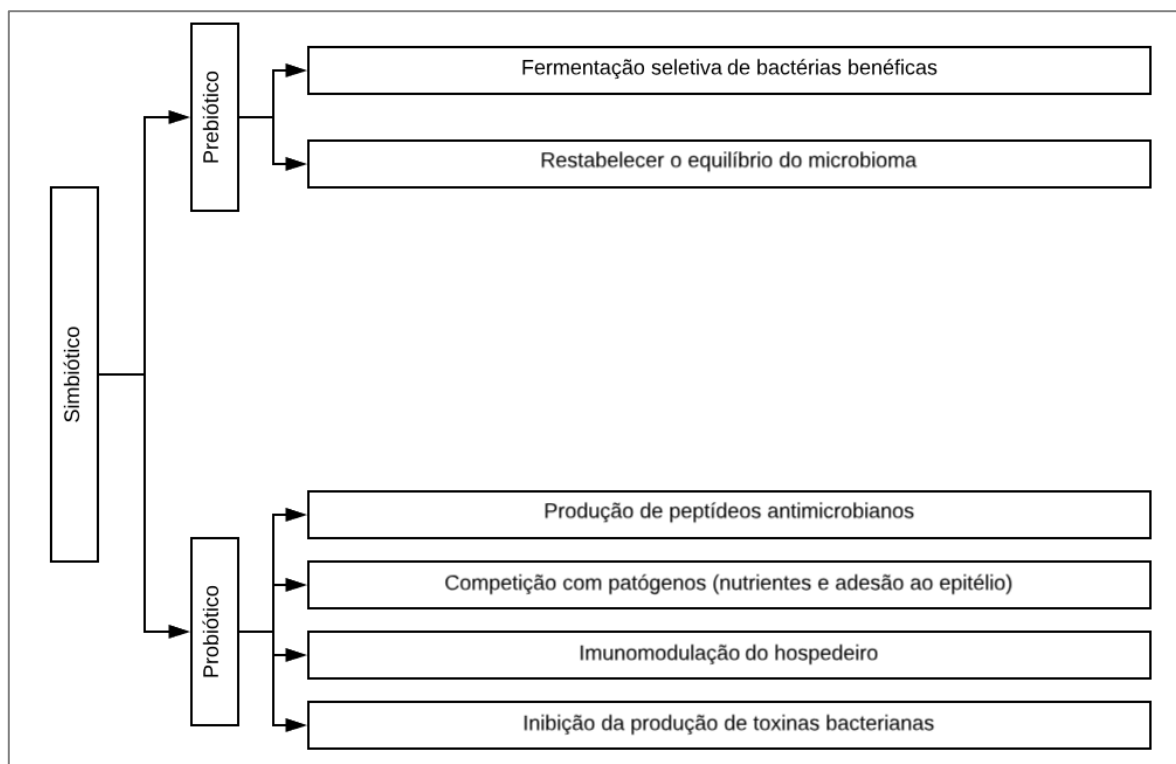 Simbiótico
Prebiótico
Fermentação seletiva de bactérias benéficas
Restabelecer o equilíbrio do microbioma
Probiótico
Produção de peptídeos antimicrobianos
Competição com patógenos (nutrientes e adesão ao epitélio)
Imunomodulação do hospedeiro
Inibição da produção de toxinas bacterianas